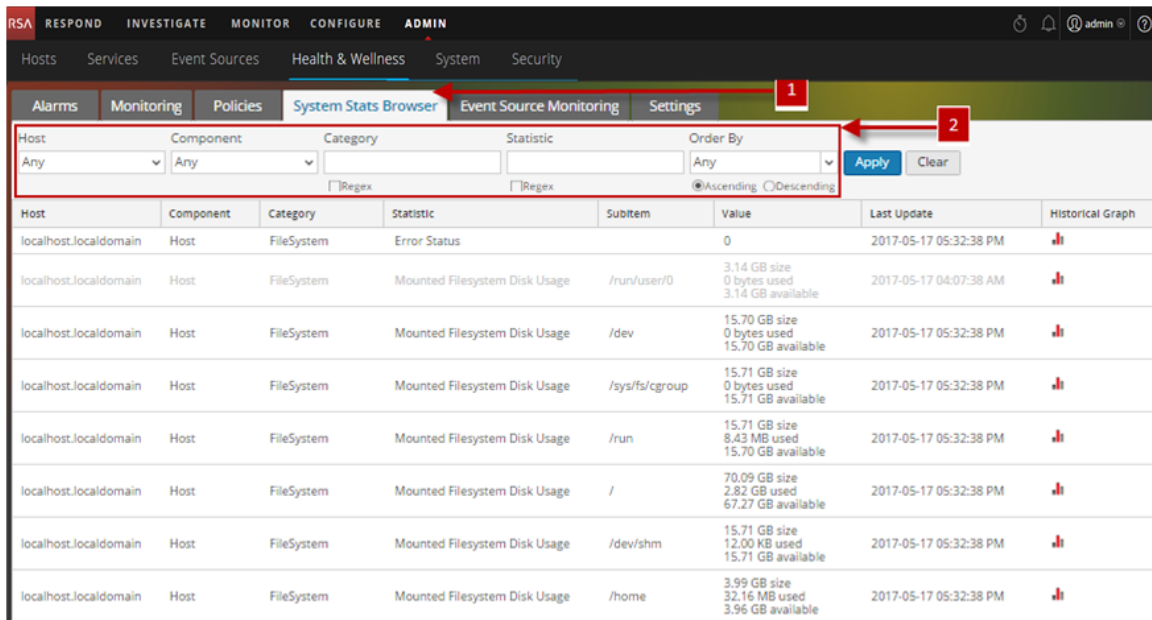 RSA RESPOND INVESTIGATE MONITOR CONFIGURE ADMIN admin
Hosts Services Event Sources Health & Wellness System Security
Alarms Monitoring Policies System Stats Browser Event Source Monitoring Settings
1
2
Host Component Category Statistic Order By
Any Any Any Apply Clear
Regex Regex Ascending Descending
Host Component Category Statistic Subitem Value Last Update Historical Graph
localhost.localdomain Host FileSystem Error Status 0 2017-05-17 05:32:38 PM
localhost.localdomain Host FileSystem Mounted Filesystem Disk Usage /run/user/0 3.14 GB size
0 bytes used
3.14 GB available 2017-05-17 04:07:38 AM
localhost.localdomain Host FileSystem Mounted Filesystem Disk Usage /dev 15.70 GB size
0 bytes used
15.70 GB available 2017-05-17 05:32:38 PM
localhost.localdomain Host FileSystem Mounted Filesystem Disk Usage /sys/fs/cgroup 15.71 GB size
0 bytes used
15.71 GB available 2017-05-17 05:32:38 PM
localhost.localdomain Host FileSystem Mounted Filesystem Disk Usage /run 15.71 GB size
8.43 MB used
15.70 GB available 2017-05-17 05:32:38 PM
localhost.localdomain Host FileSystem Mounted Filesystem Disk Usage / 70.09 GB size
2.82 GB used
67.27 GB available 2017-05-17 05:32:38 PM
localhost.localdomain Host FileSystem Mounted Filesystem Disk Usage /dev/shm 15.71 GB size
12.00 KB used
15.71 GB available 2017-05-17 05:32:38 PM
localhost.localdomain Host FileSystem Mounted Filesystem Disk Usage /home 3.99 GB size
32.16 MB used
3.96 GB available 2017-05-17 05:32:38 PM